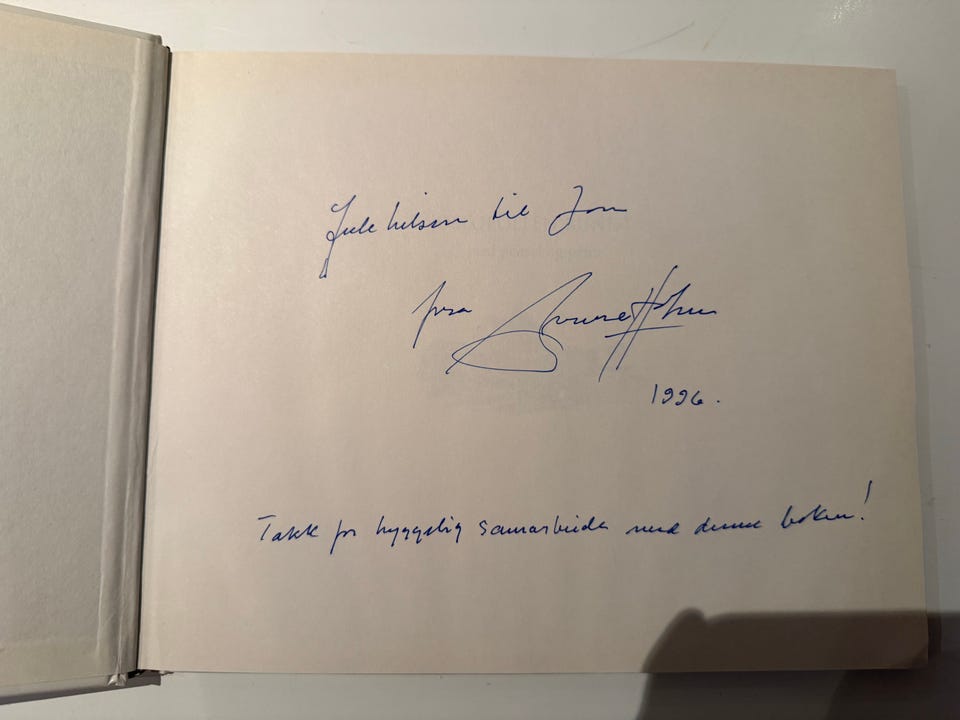 Jule hilsen til Jon
fra
1996.
Takk for hyggelig samarbeide med denne boken!